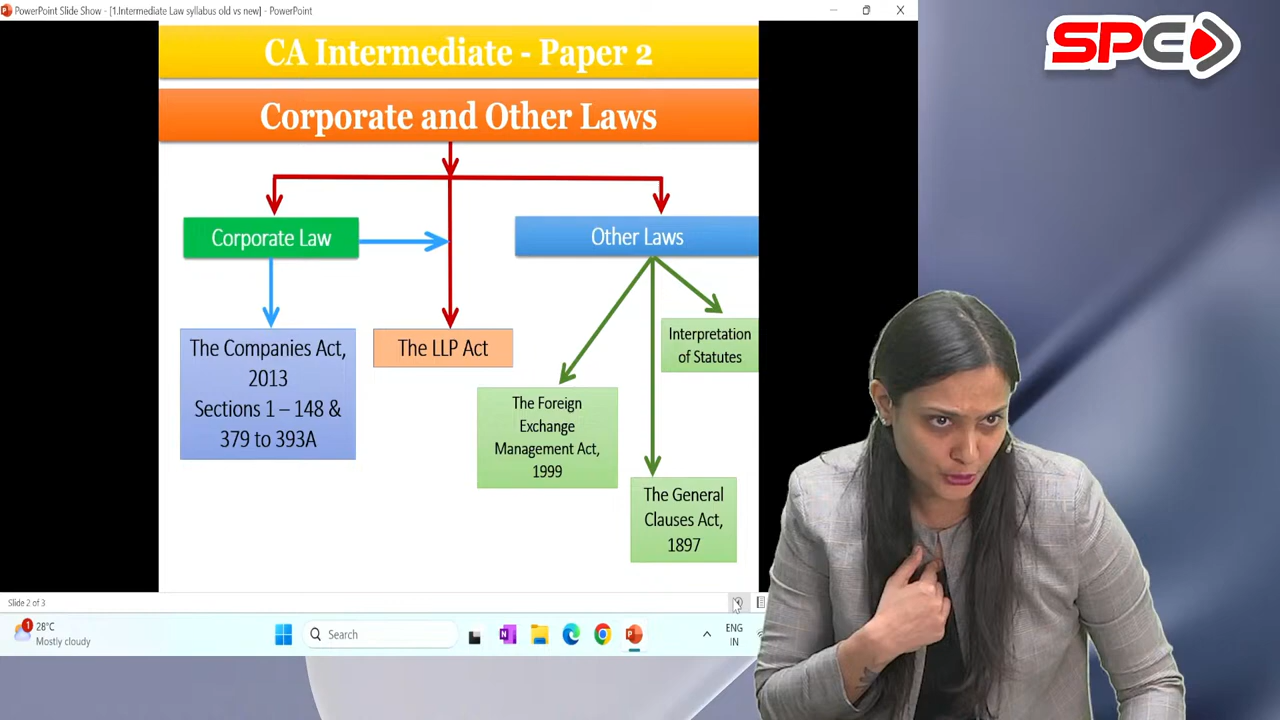 PowerPoint Slide Show - [1.Intermediate Law syllabus old vs new] - PowerPoint
SPC
CA Intermediate - Paper 2
Corporate and Other Laws
Corporate Law
Other Laws
The Companies Act,
2013
Sections 1 – 148 &
379 to 393A
The LLP Act
Interpretation
of Statutes
The Foreign
Exchange
Management Act,
1999
The General
Clauses Act,
1897
Slide 2 of 3
1
28°C
Mostly cloudy
Search
ENG
IN